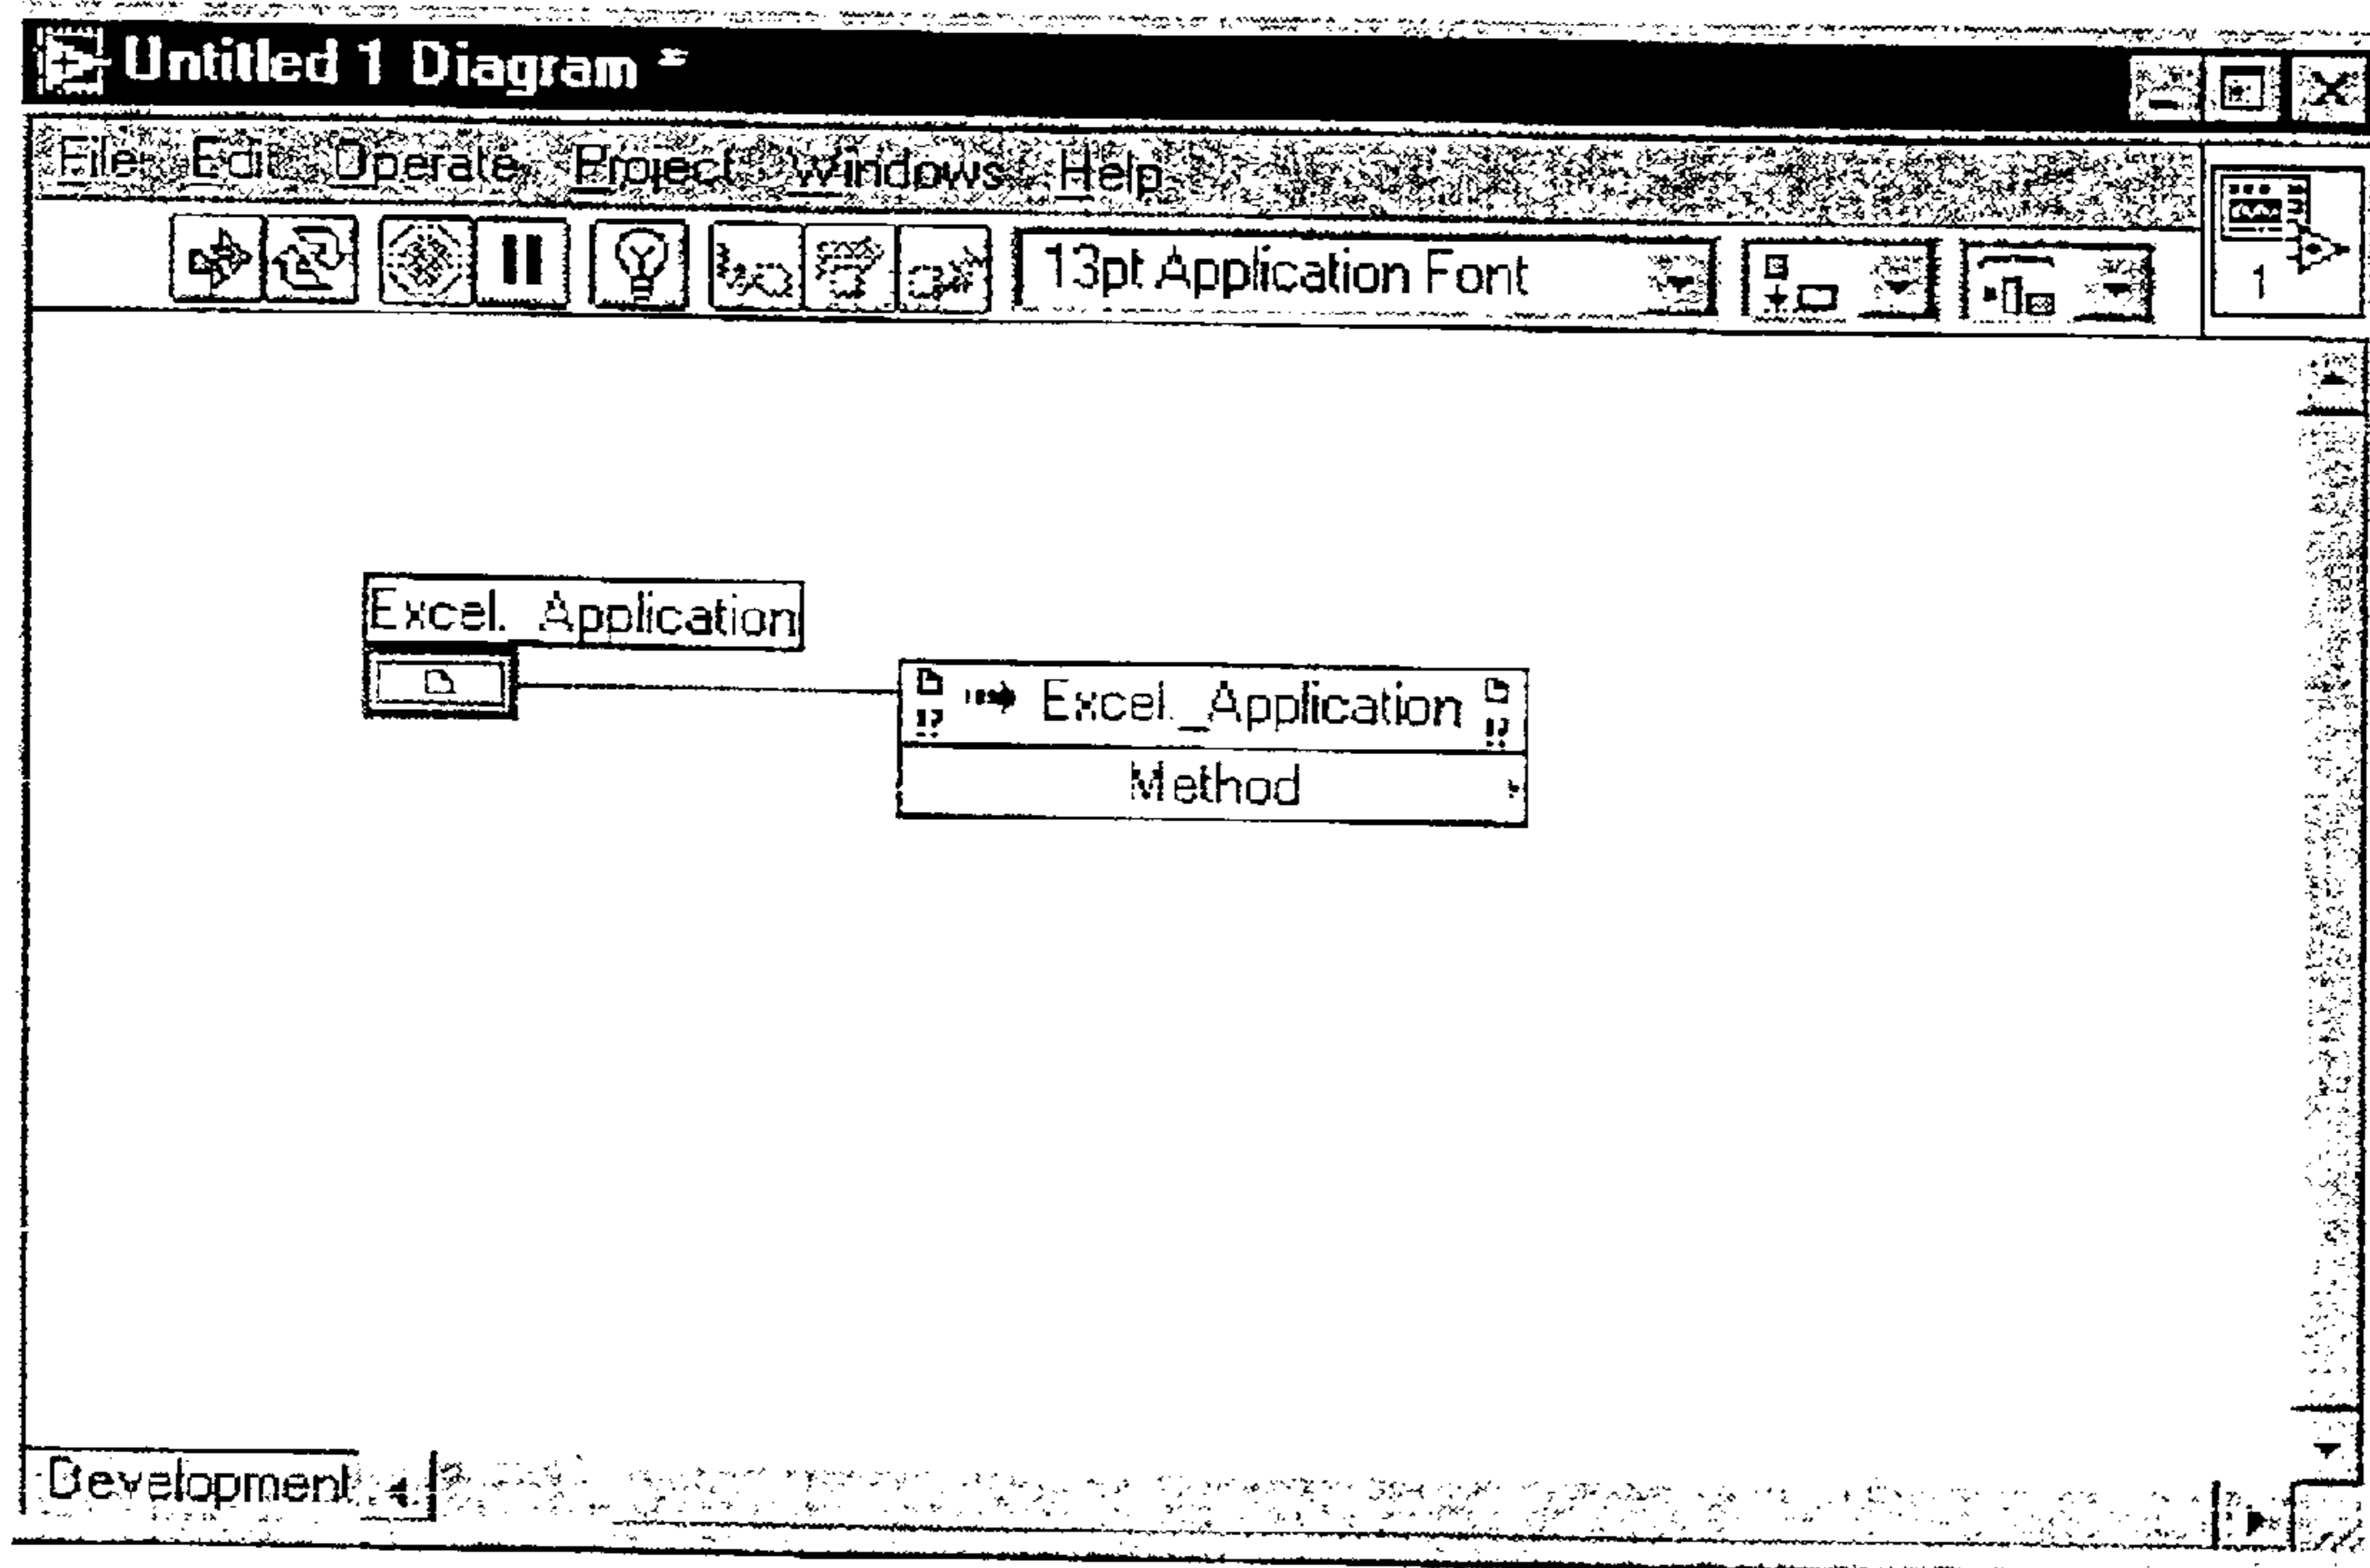 Untitled 1 Diagram *
File Edit Operate Project Windows Help
13pt Application Font
1
Excel._Application
Excel._Application
Method
Development